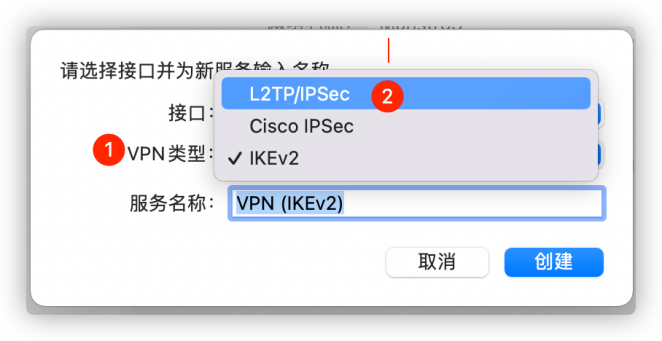 请选择接口并为新服务输入名称
接口：
L2TP/IPSec
2
Cisco IPSec
1
VPN类型：
✓ IKEv2
服务名称：
VPN (IKEv2)
取消
创建